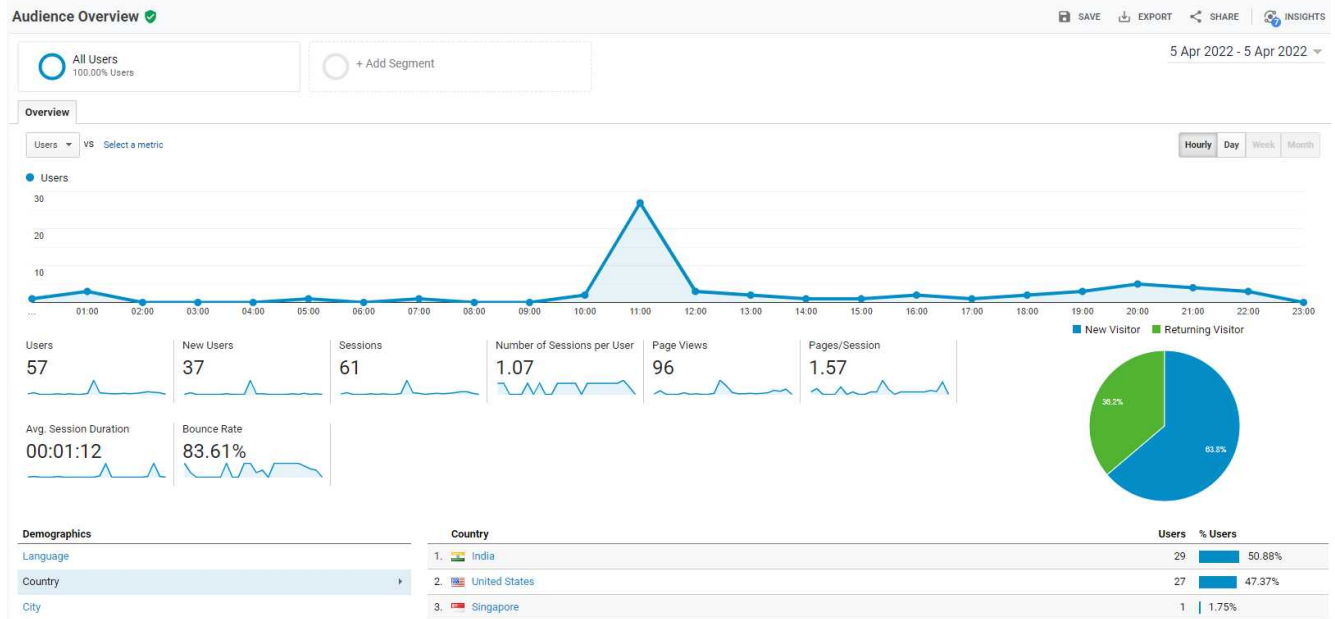 Audience Overview
SAVE EXPORT SHARE INSIGHTS
7
All Users
100.00% Users
+ Add Segment
5 Apr 2022 - 5 Apr 2022
Overview
Users VS Select a metric
Hourly Day Week Month
Users
30
20
10
... 01:00 02:00 03:00 04:00 05:00 06:00 07:00 08:00 09:00 10:00 11:00 12:00 13:00 14:00 15:00 16:00 17:00 18:00 19:00 20:00 21:00 22:00 23:00
New Visitor Returning Visitor
Users New Users Sessions Number of Sessions per User Page Views Pages/Session
57 37 61 1.07 96 1.57
Avg. Session Duration Bounce Rate
00:01:12 83.61%
36.2%
63.8%
Demographics
Language
Country
City
Country Users % Users
1. India 29 50.88%
2. United States 27 47.37%
3. Singapore 1 1.75%